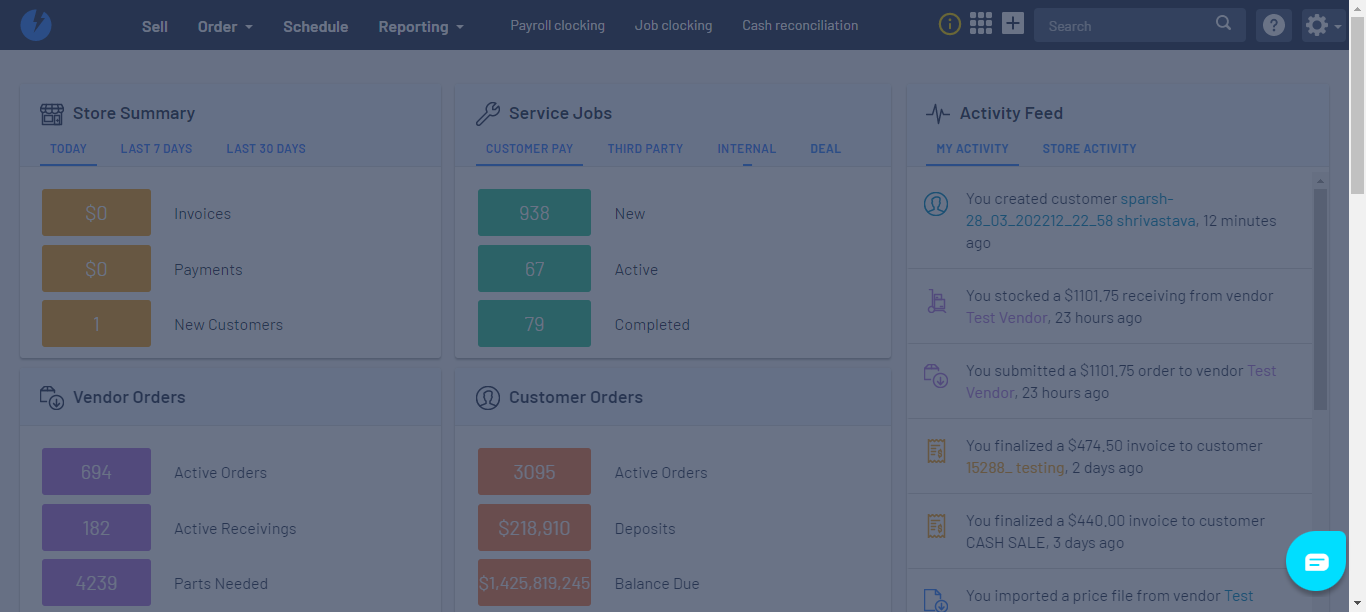 Sell Order Schedule Reporting Payroll clocking Job clocking Cash reconciliation Search
Store Summary
TODAY LAST 7 DAYS LAST 30 DAYS
$0 Invoices
$0 Payments
1 New Customers
Service Jobs
CUSTOMER PAY THIRD PARTY INTERNAL DEAL
938 New
67 Active
79 Completed
Activity Feed
MY ACTIVITY STORE ACTIVITY
You created customer sparsh-
28_03_202212_22_58 shrivastava, 12 minutes
ago
You stocked a $1101.75 receiving from vendor
Test Vendor, 23 hours ago
You submitted a $1101.75 order to vendor Test
Vendor, 23 hours ago
You finalized a $474.50 invoice to customer
15288_ testing, 2 days ago
You finalized a $440.00 invoice to customer
CASH SALE, 3 days ago
You imported a price file from vendor Test
Vendor Orders
694 Active Orders
182 Active Receivings
4239 Parts Needed
Customer Orders
3095 Active Orders
$218,910 Deposits
$1,425,819,245 Balance Due